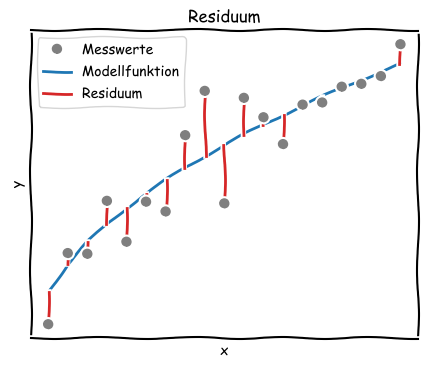 Residuum
Messwerte
Modellfunktion
Residuum
y
x